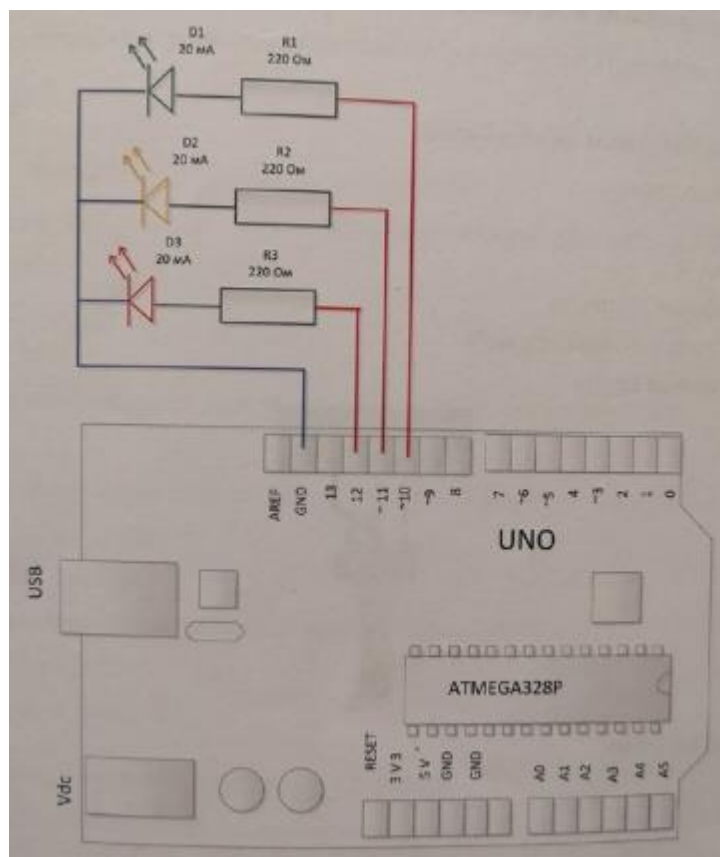 D1
20 мА
R1
220 Ом
D2
20 мА
R2
220 Ом
D3
20 мА
R3
220 Ом
AREF
GND
13
12
~11
~10
~9
8
7
~6
~5
4
~3
2
1
0
UNO
USB
ATMEGA328P
Vdc
RESET
3 V 3
5 V
GND
GND
A0
A1
A2
A3
A4
A5